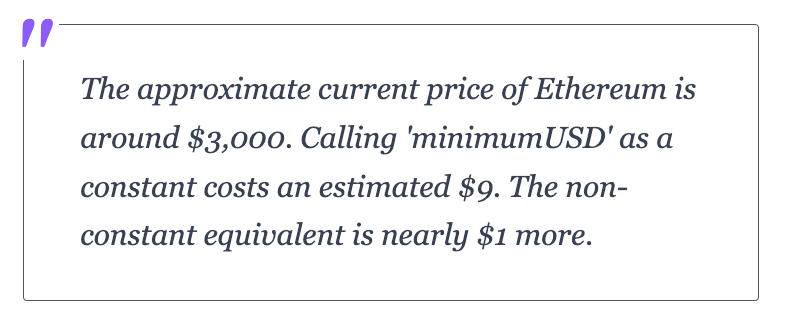 "
The approximate current price of Ethereum is
around $3,000. Calling 'minimumUSD' as a
constant costs an estimated $9. The non-
constant equivalent is nearly $1 more.